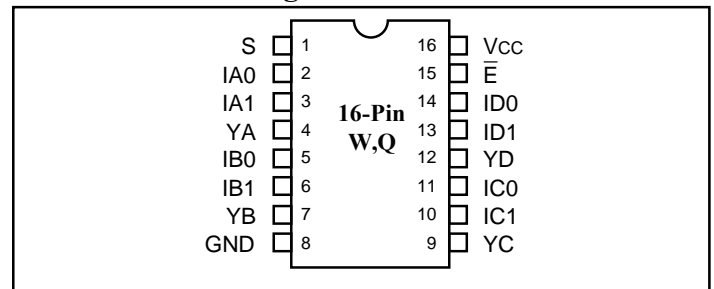 S 1 16 Vcc
IA0 2 15 E̅
IA1 3 14 ID0
YA 4 13 ID1
IB0 5 12 YD
IB1 6 11 IC0
YB 7 10 IC1
GND 8 9 YC
16-Pin
W,Q